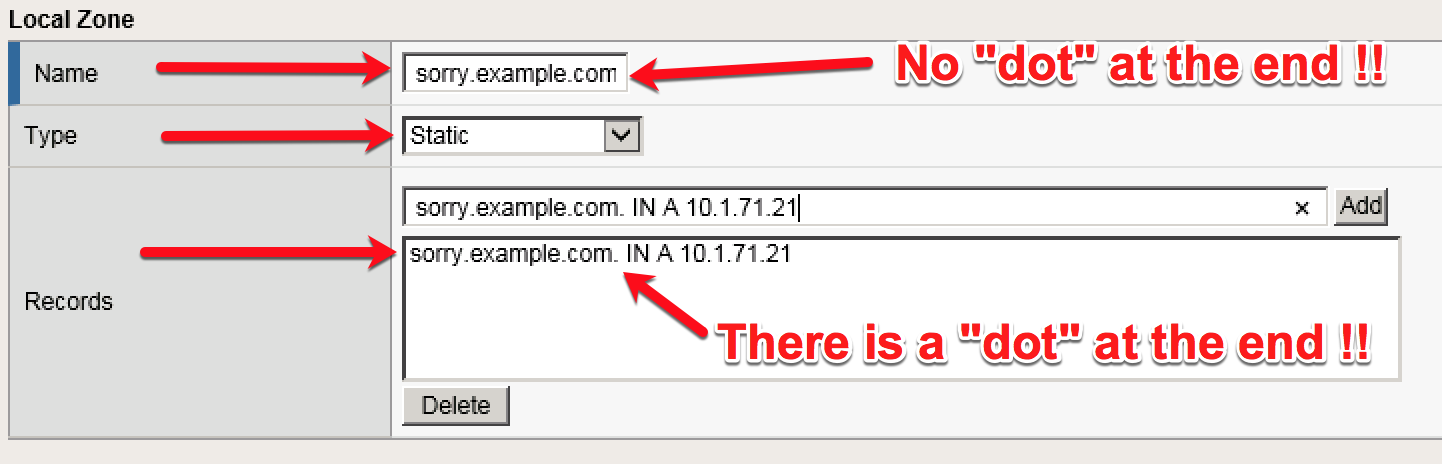 Local Zone
Name sorry.example.com No "dot" at the end !!
Type Static
sorry.example.com. IN A 10.1.71.21 × Add
sorry.example.com. IN A 10.1.71.21
Records
There is a "dot" at the end !!
Delete